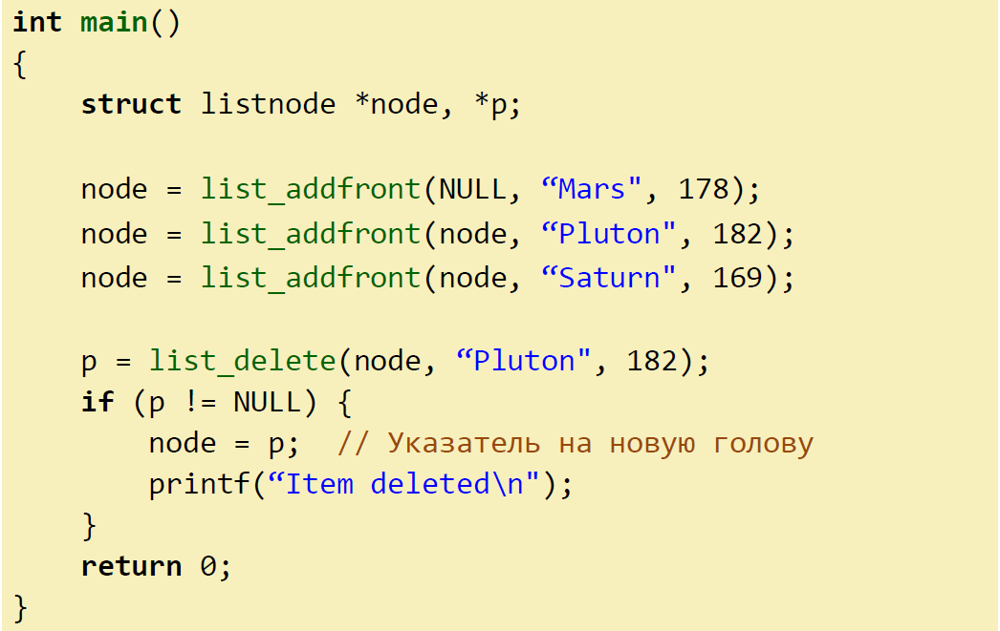 int main()
{
    struct listnode *node, *p;

    node = list_addfront(NULL, “Mars", 178);
    node = list_addfront(node, “Pluton", 182);
    node = list_addfront(node, “Saturn", 169);

    p = list_delete(node, “Pluton", 182);
    if (p != NULL) {
        node = p;  // Указатель на новую голову
        printf(“Item deleted\n");
    }
    return 0;
}